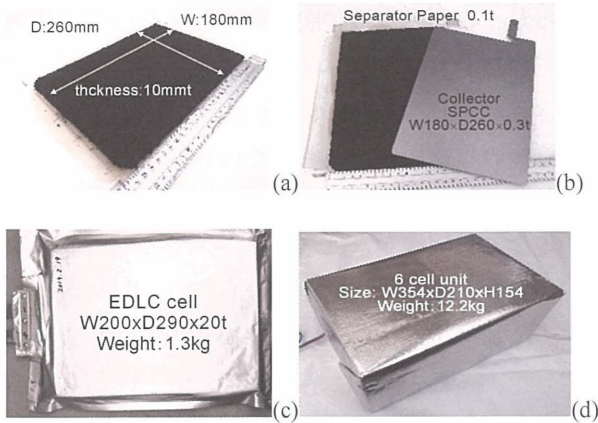 D:260mm
W:180mm
thckness:10mmt
(a)
Separator Paper 0.1t
Collector
SPCC
W180×D260×0.3t
(b)
EDLC cell
W200xD290x20t
Weight:1.3kg
(c)
6 cell unit
Size: W354xD210xH154
Weight:12.2kg
(d)